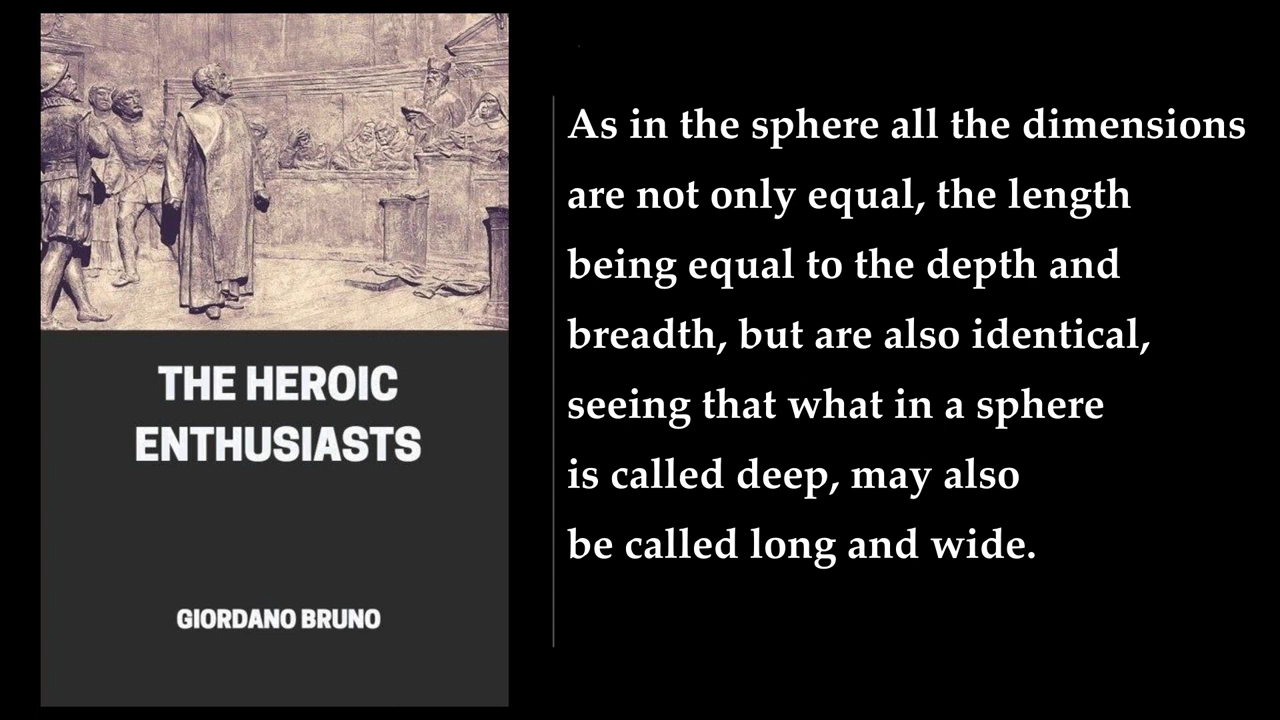 THE HEROIC
ENTHUSIASTS
GIORDANO BRUNO
As in the sphere all the dimensions
are not only equal, the length
being equal to the depth and
breadth, but are also identical,
seeing that what in a sphere
is called deep, may also
be called long and wide.